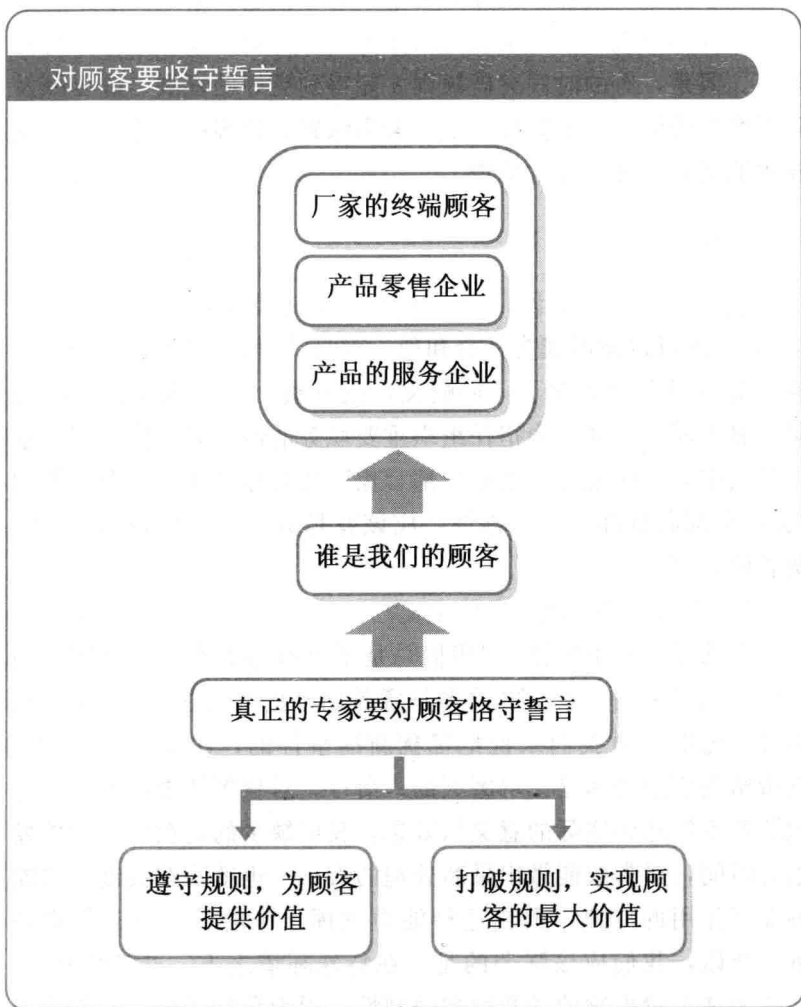 对顾客要坚守誓言
厂家的终端顾客
产品零售企业
产品的服务企业
谁是我们的顾客
真正的专家要对顾客恪守誓言
遵守规则，为顾客
提供价值
打破规则，实现顾
客的最大价值